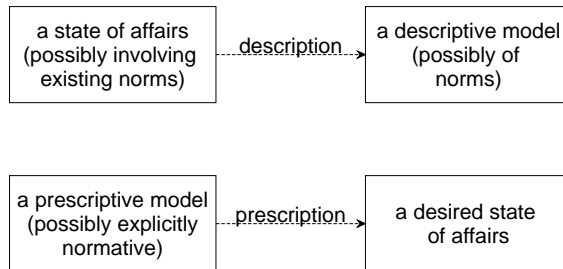 a state of affairs
(possibly involving
existing norms)
description
a descriptive model
(possibly of
norms)
a prescriptive model
(possibly explicitly
normative)
prescription
a desired state
of affairs